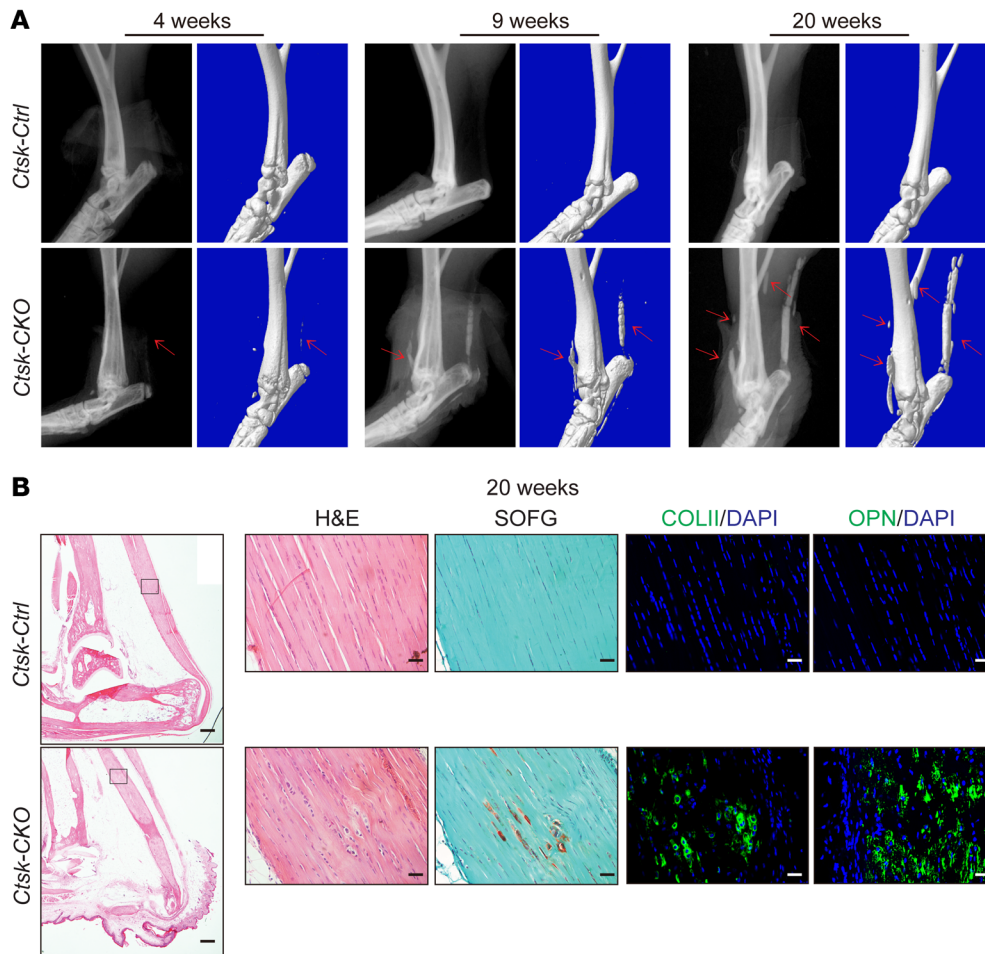 A
4 weeks 9 weeks 20 weeks
Ctsk-Ctrl
Ctsk-CKO
B
20 weeks
H&E SOFG COLII/DAPI OPN/DAPI
Ctsk-Ctrl
Ctsk-CKO